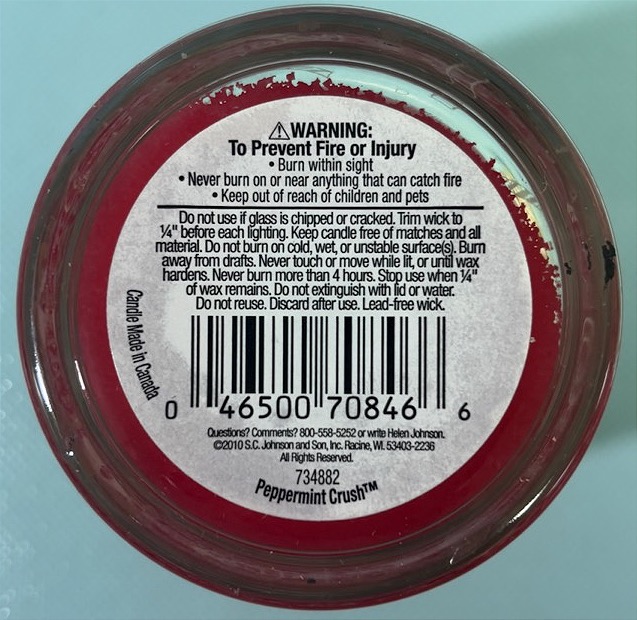 ⚠WARNING:
To Prevent Fire or Injury
• Burn within sight
• Never burn on or near anything that can catch fire
• Keep out of reach of children and pets
Do not use if glass is chipped or cracked. Trim wick to
¼" before each lighting. Keep candle free of matches and all
material. Do not burn on cold, wet, or unstable surface(s). Burn
away from drafts. Never touch or move while lit, or until wax
hardens. Never burn more than 4 hours. Stop use when ¼"
of wax remains. Do not extinguish with lid or water.
Do not reuse. Discard after use. Lead-free wick.
Candle Made in Canada
0 46500 70846 6
Questions? Comments? 800-558-5252 or write Helen Johnson.
©2010 S.C. Johnson and Son, Inc. Racine, WI. 53403-2236
All Rights Reserved.
734882
Peppermint Crush™